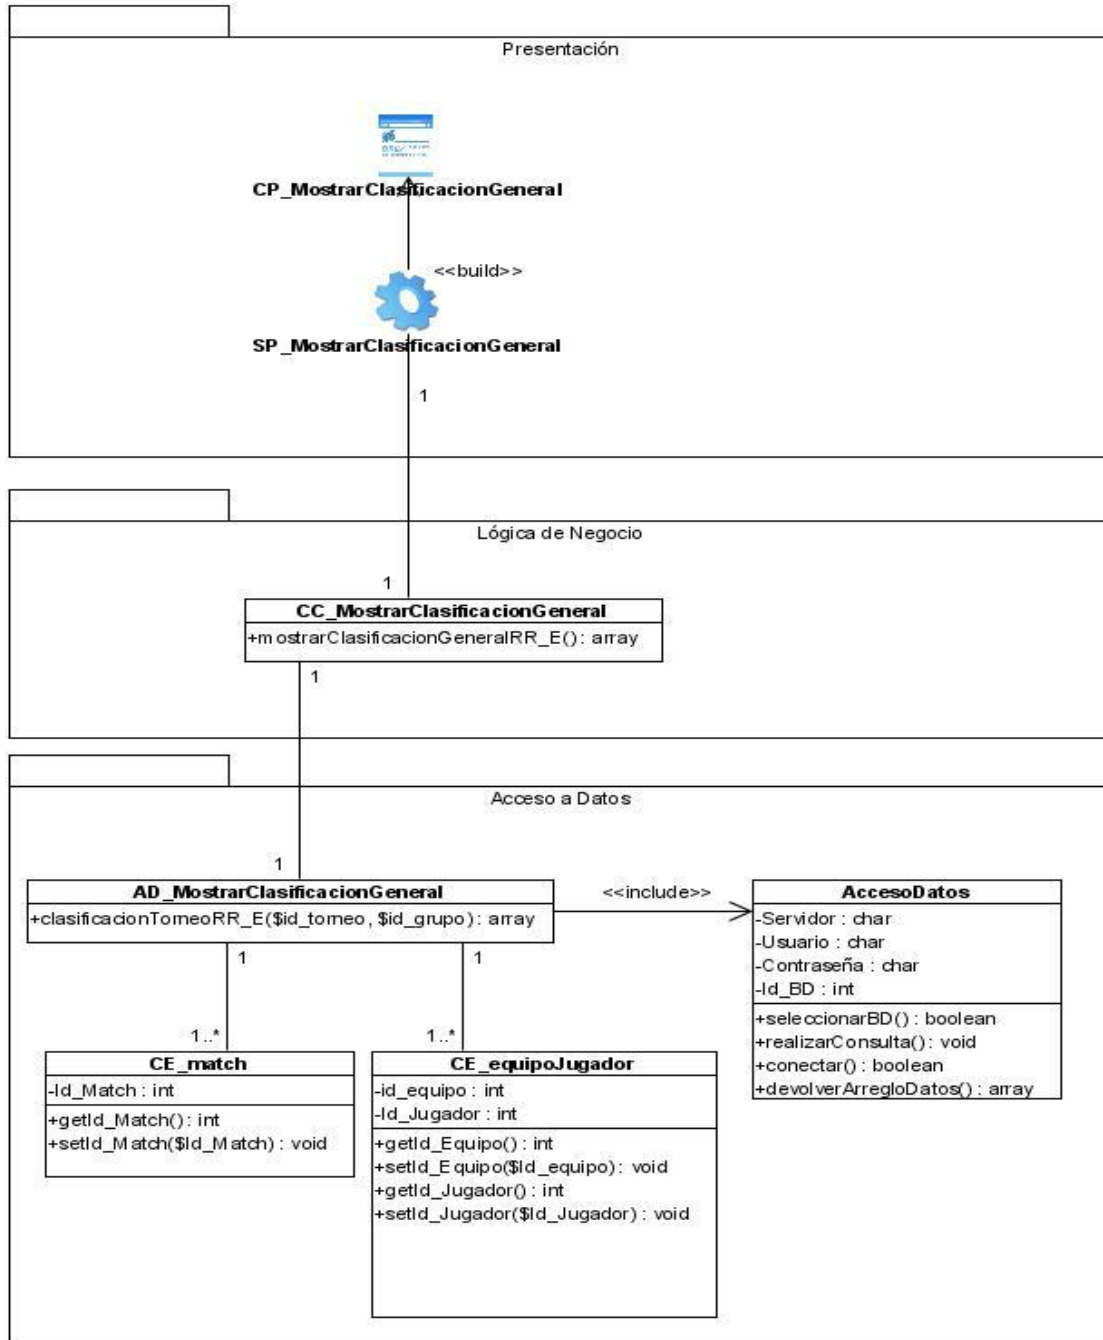 Presentación
CP_MostrarClasificacionGeneral
<<build>>
SP_MostrarClasificacionGeneral
1
Lógica de Negocio
1
CC_MostrarClasificacionGeneral
+mostrarClasificacionGeneralRR_E(): array
1
Acceso a Datos
1
AD_MostrarClasificacionGeneral
+clasificacionTorneoRR_E($id_torneo, $id_grupo): array
<<include>>
AccesoDatos
-Servidor : char
-Usuario : char
-Contraseña : char
-Id_BD : int
+seleccionarBD() : boolean
+realizarConsulta() : void
+conectar() : boolean
+devolverArregloDatos() : array
1
1
1..*
1..*
CE_match
-Id_Match : int
+getId_Match() : int
+setId_Match($Id_Match) : void
CE_equipoJugador
-id_equipo : int
-Id_Jugador : int
+getId_Equipo() : int
+setId_Equipo($Id_equipo) : void
+getId_Jugador() : int
+setId_Jugador($Id_Jugador) : void